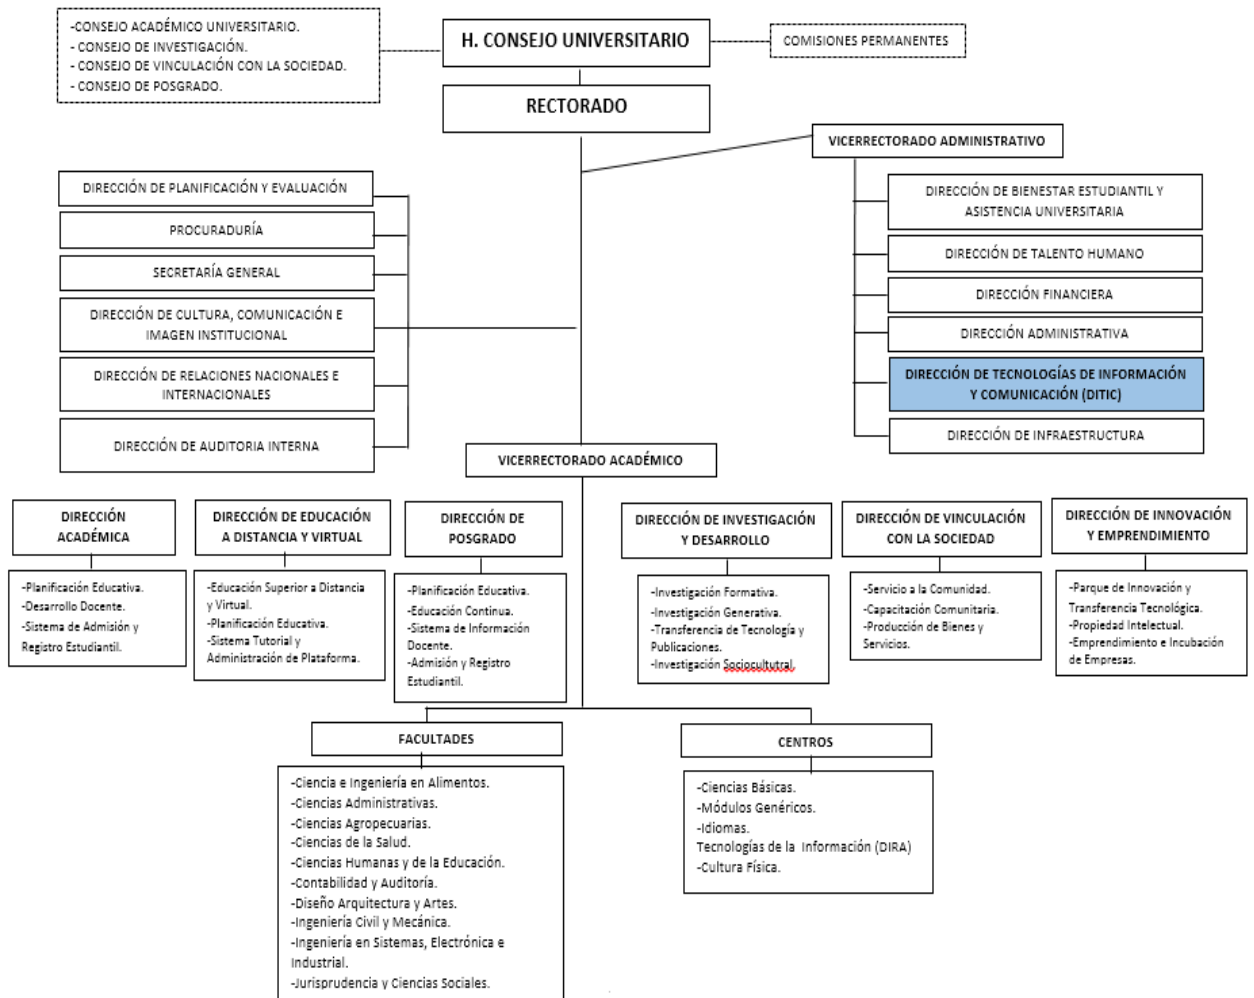 -CONSEJO ACADÉMICO UNIVERSITARIO.
- CONSEJO DE INVESTIGACIÓN.
- CONSEJO DE VINCULACIÓN CON LA SOCIEDAD.
- CONSEJO DE POSGRADO.
H. CONSEJO UNIVERSITARIO
COMISIONES PERMANENTES
RECTORADO
VICERRECTORADO ADMINISTRATIVO
DIRECCIÓN DE PLANIFICACIÓN Y EVALUACIÓN
PROCURADURÍA
SECRETARÍA GENERAL
DIRECCIÓN DE CULTURA, COMUNICACIÓN E
IMAGEN INSTITUCIONAL
DIRECCIÓN DE RELACIONES NACIONALES E
INTERNACIONALES
DIRECCIÓN DE AUDITORIA INTERNA
DIRECCIÓN DE BIENESTAR ESTUDIANTIL Y
ASISTENCIA UNIVERSITARIA
DIRECCIÓN DE TALENTO HUMANO
DIRECCIÓN FINANCIERA
DIRECCIÓN ADMINISTRATIVA
DIRECCIÓN DE TECNOLOGÍAS DE INFORMACIÓN
Y COMUNICACIÓN (DITIC)
DIRECCIÓN DE INFRAESTRUCTURA
VICERRECTORADO ACADÉMICO
DIRECCIÓN
ACADÉMICA
-Planificación Educativa.
-Desarrollo Docente.
-Sistema de Admisión y
Registro Estudiantil.
DIRECCIÓN DE EDUCACIÓN
A DISTANCIA Y VIRTUAL
-Educación Superior a Distancia
y Virtual.
-Planificación Educativa.
-Sistema Tutorial y
Administración de Plataforma.
DIRECCIÓN DE
POSGRADO
-Planificación Educativa.
-Educación Continua.
-Sistema de Información
Docente.
-Admisión y Registro
Estudiantil.
DIRECCIÓN DE INVESTIGACIÓN
Y DESARROLLO
-Investigación Formativa.
-Investigación Generativa.
-Transferencia de Tecnología y
Publicaciones.
-Investigación Sociocultutral.
DIRECCIÓN DE VINCULACIÓN
CON LA SOCIEDAD
-Servicio a la Comunidad.
-Capacitación Comunitaria.
-Producción de Bienes y
Servicios.
DIRECCIÓN DE INNOVACIÓN
Y EMPRENDIMIENTO
-Parque de Innovación y
Transferencia Tecnológica.
-Propiedad Intelectual.
-Emprendimiento e Incubación
de Empresas.
FACULTADES
-Ciencia e Ingeniería en Alimentos.
-Ciencias Administrativas.
-Ciencias Agropecuarias.
-Ciencias de la Salud.
-Ciencias Humanas y de la Educación.
-Contabilidad y Auditoría.
-Diseño Arquitectura y Artes.
-Ingeniería Civil y Mecánica.
-Ingeniería en Sistemas, Electrónica e
Industrial.
-Jurisprudencia y Ciencias Sociales.
CENTROS
-Ciencias Básicas.
-Módulos Genéricos.
-Idiomas.
Tecnologías de la Información (DIRA)
-Cultura Física.